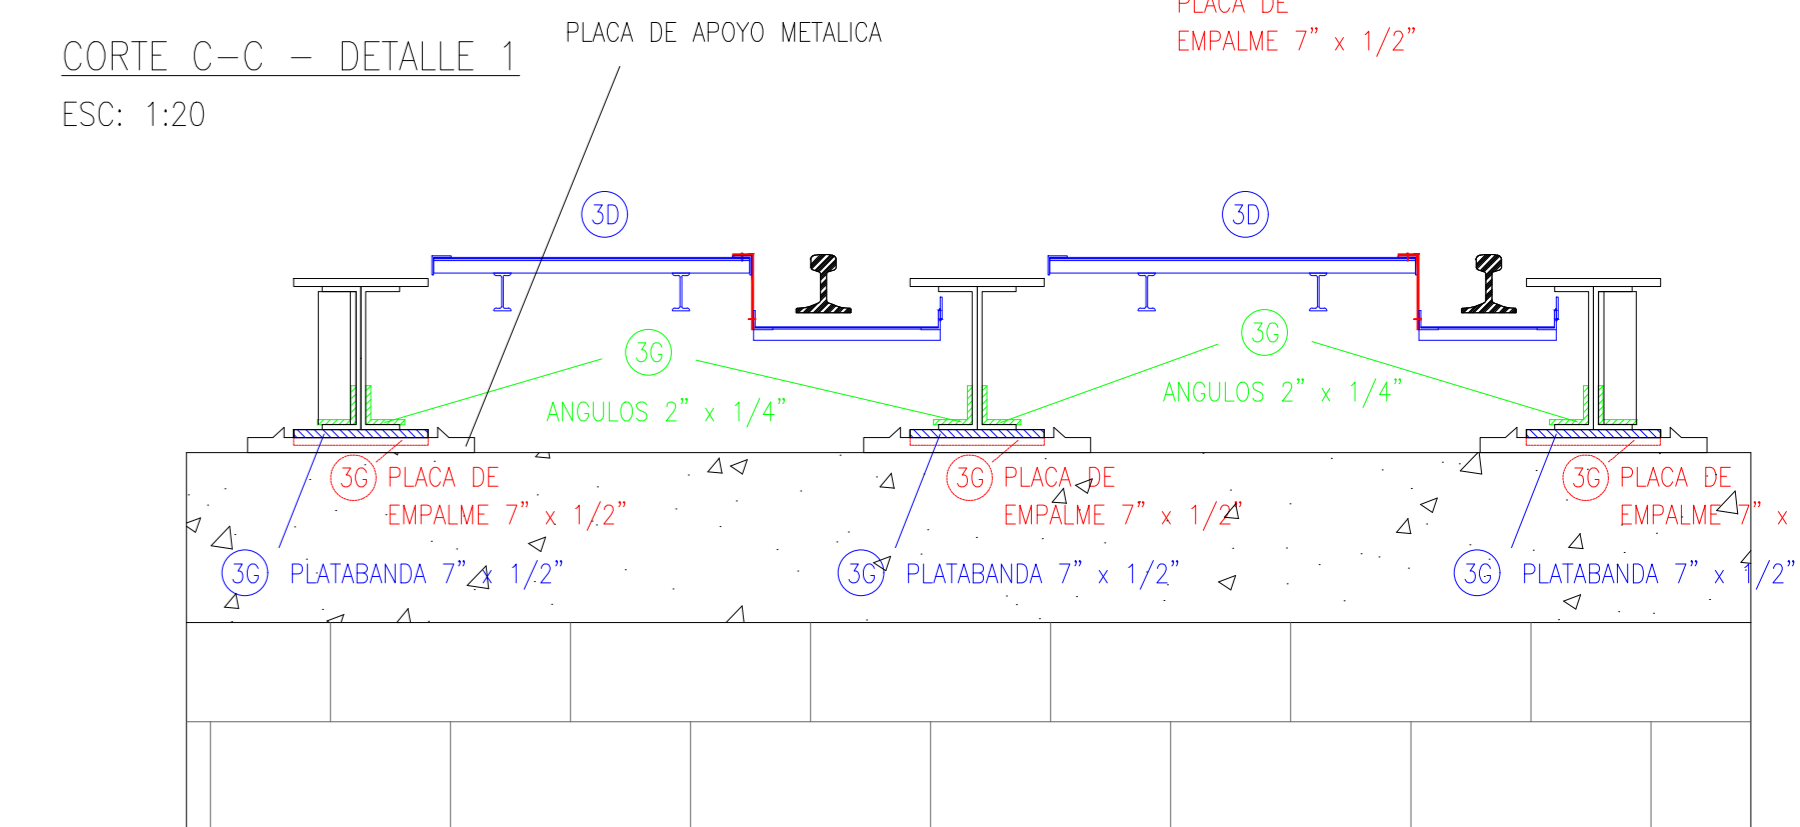 PLACA DE
EMPALME 7" x 1/2"
PLACA DE APOYO METALICA
CORTE C-C - DETALLE 1
ESC: 1:20
3D
3D
3G
ANGULOS 2" x 1/4"
3G
ANGULOS 2" x 1/4"
3G PLACA DE
EMPALME 7" x 1/2"
3G PLACA DE
EMPALME 7" x 1/2"
3G PLACA DE
EMPALME 7" x
3G PLATABANDA 7" x 1/2"
3G PLATABANDA 7" x 1/2"
3G PLATABANDA 7" x 1/2"